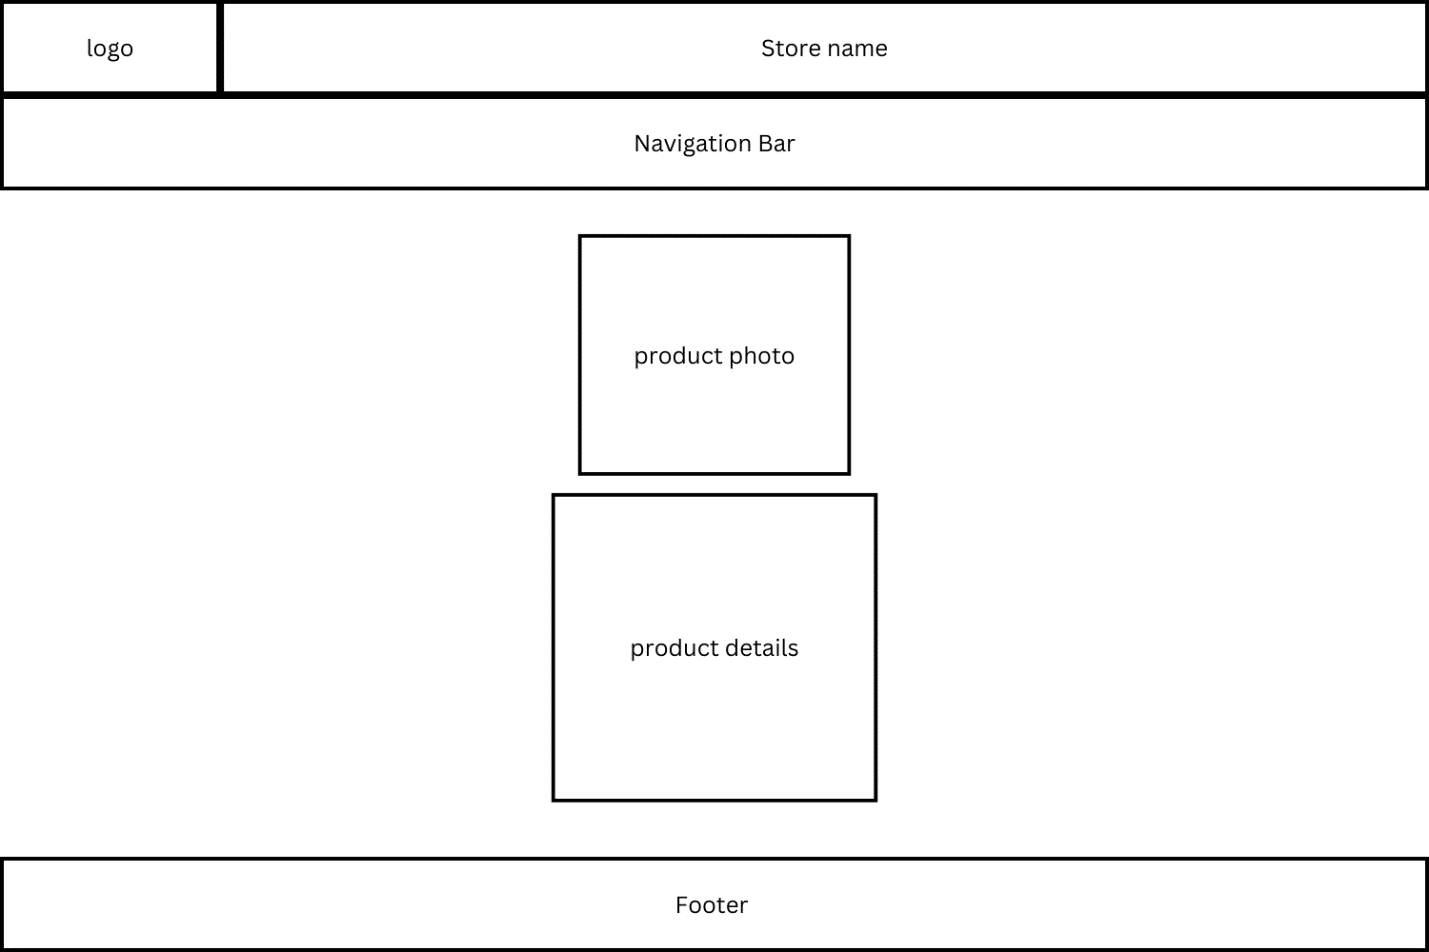 logo
Store name
Navigation Bar
product photo
product details
Footer